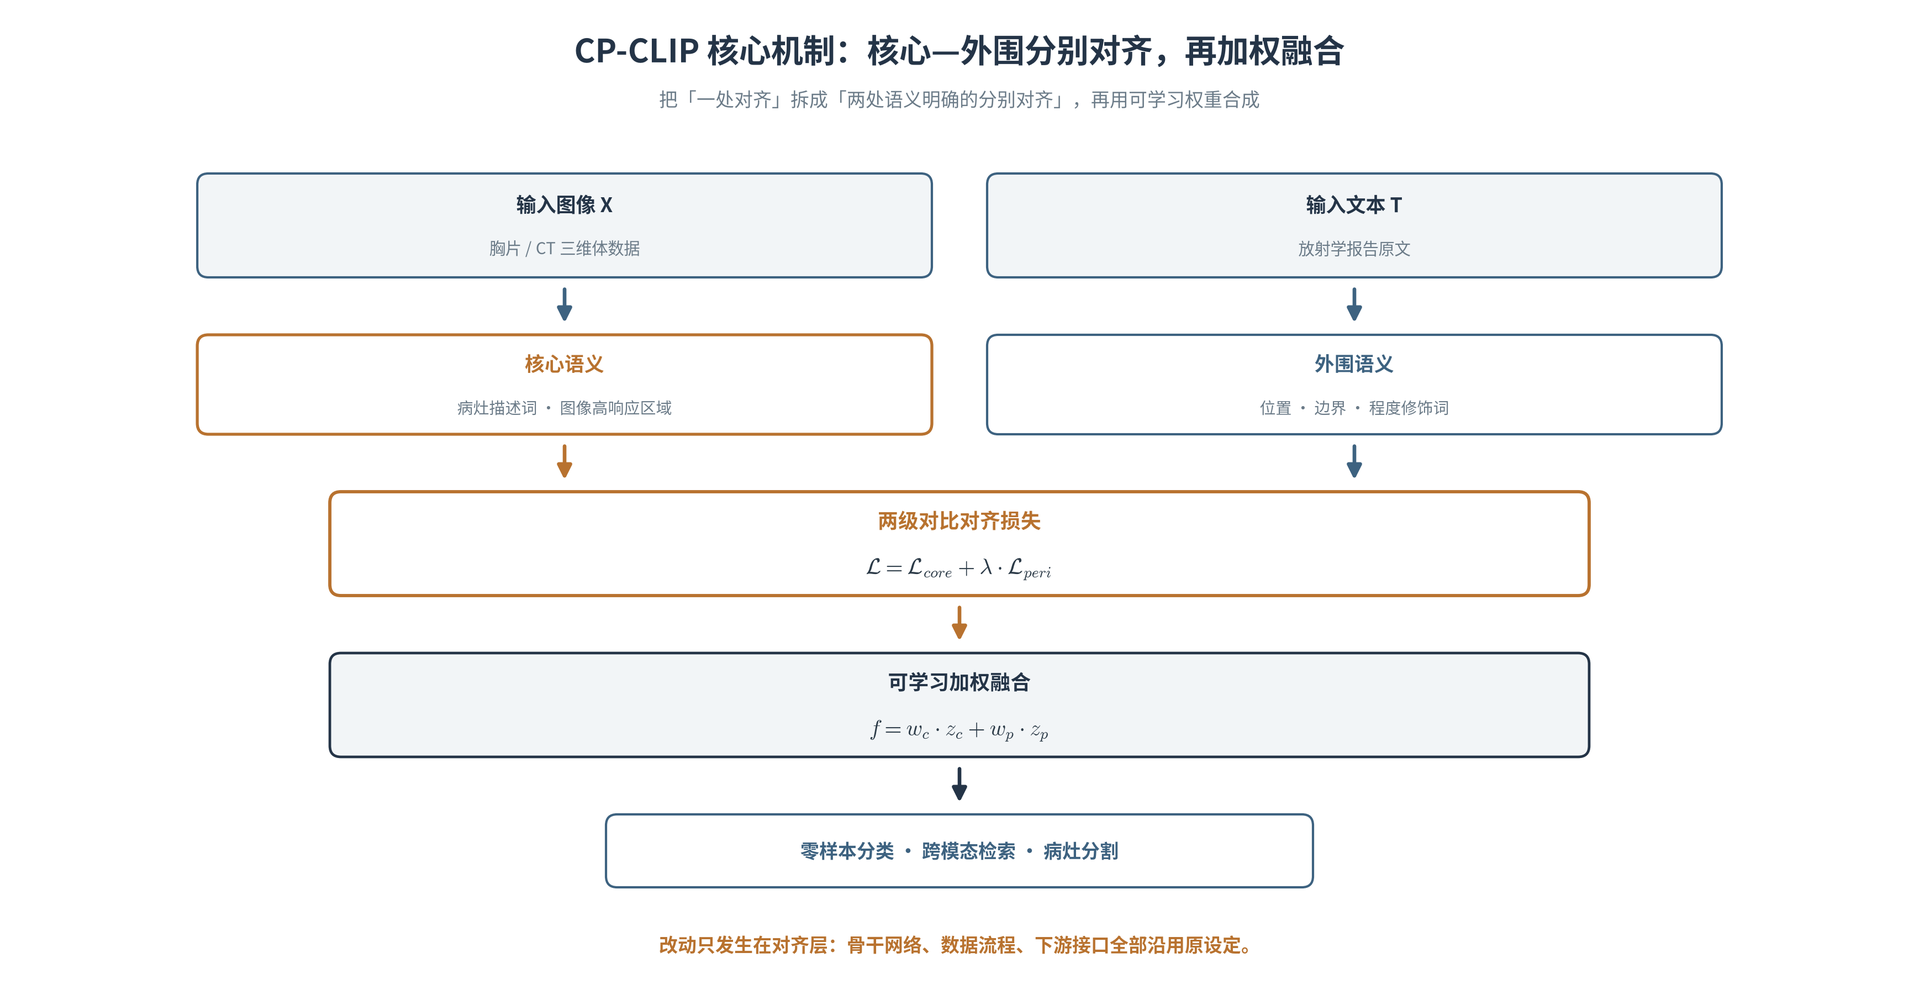 CP-CLIP 核心机制：核心—外围分别对齐，再加权融合
把「一处对齐」拆成「两处语义明确的分别对齐」，再用可学习权重合成
输入图像 X
胸片 / CT 三维体数据
输入文本 T
放射学报告原文
核心语义
病灶描述词 · 图像高响应区域
外围语义
位置 · 边界 · 程度修饰词
两级对比对齐损失
ℒ = ℒ_core + λ · ℒ_peri
可学习加权融合
f = w_c · z_c + w_p · z_p
零样本分类 · 跨模态检索 · 病灶分割
改动只发生在对齐层：骨干网络、数据流程、下游接口全部沿用原设定。